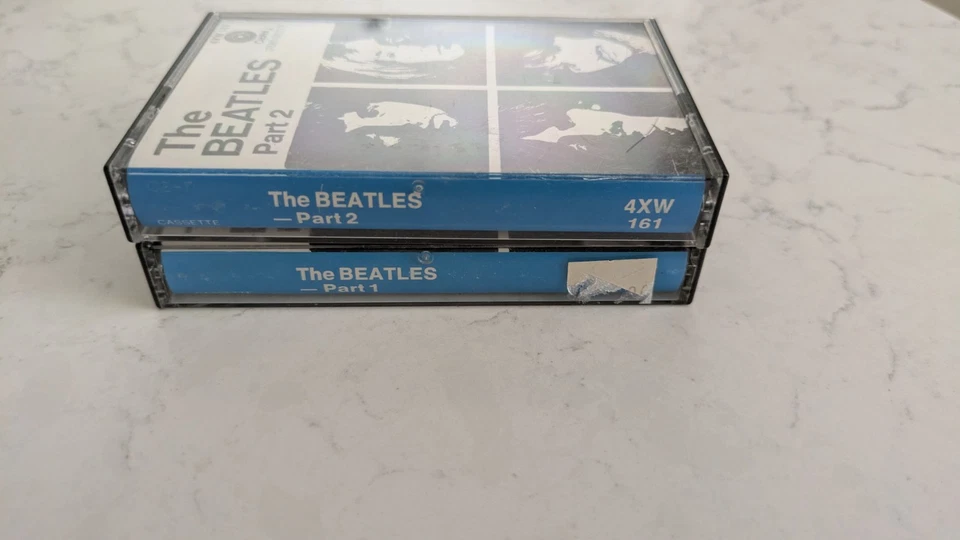 The
BEATLES
Part 2
The BEATLES
— Part 2
CASSETTE
4XW
161
The BEATLES
— Part 1